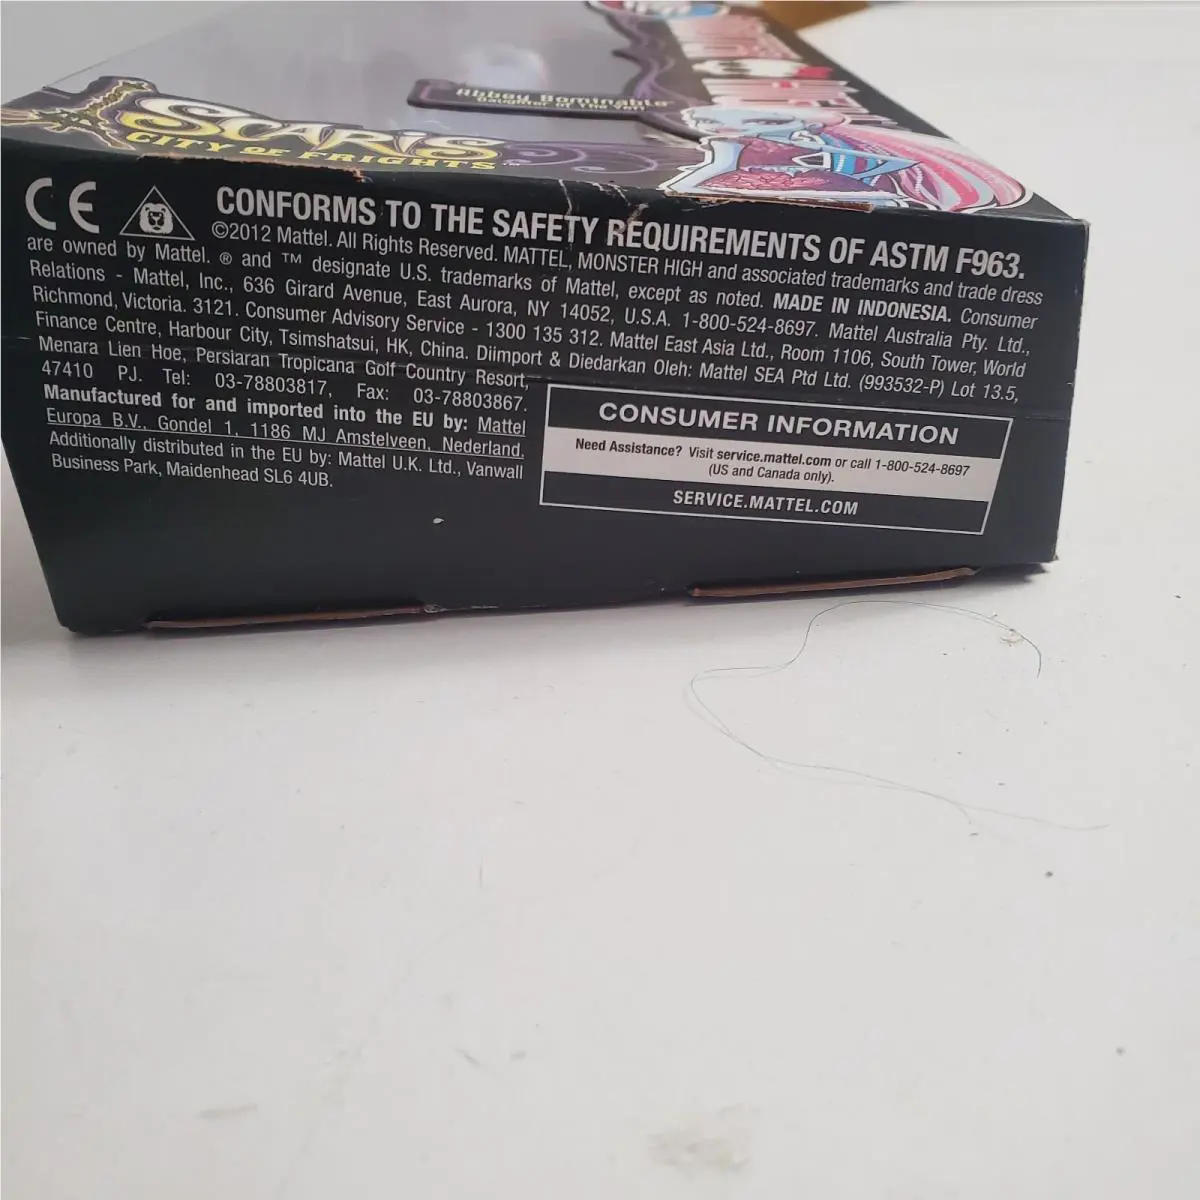 Abbey Bominable
Daughter of The Yeti
MONSTER HIGH
SCARIS
CITY OF FRIGHTS™
CE
CONFORMS TO THE SAFETY REQUIREMENTS OF ASTM F963.
©2012 Mattel. All Rights Reserved. MATTEL, MONSTER HIGH and associated trademarks and trade dress
are owned by Mattel. ® and ™ designate U.S. trademarks of Mattel, except as noted. MADE IN INDONESIA. Consumer
Relations - Mattel, Inc., 636 Girard Avenue, East Aurora, NY 14052, U.S.A. 1-800-524-8697. Mattel Australia Pty. Ltd.,
Richmond, Victoria. 3121. Consumer Advisory Service - 1300 135 312. Mattel East Asia Ltd., Room 1106, South Tower, World
Finance Centre, Harbour City, Tsimshatsui, HK, China. Diimport & Diedarkan Oleh: Mattel SEA Ptd Ltd. (993532-P) Lot 13.5,
Menara Lien Hoe, Persiaran Tropicana Golf Country Resort,
47410 PJ. Tel: 03-78803817, Fax: 03-78803867.
Manufactured for and imported into the EU by: Mattel
Europa B.V., Gondel 1, 1186 MJ Amstelveen, Nederland.
Additionally distributed in the EU by: Mattel U.K. Ltd., Vanwall
Business Park, Maidenhead SL6 4UB.
CONSUMER INFORMATION
Need Assistance? Visit service.mattel.com or call 1-800-524-8697
(US and Canada only).
SERVICE.MATTEL.COM